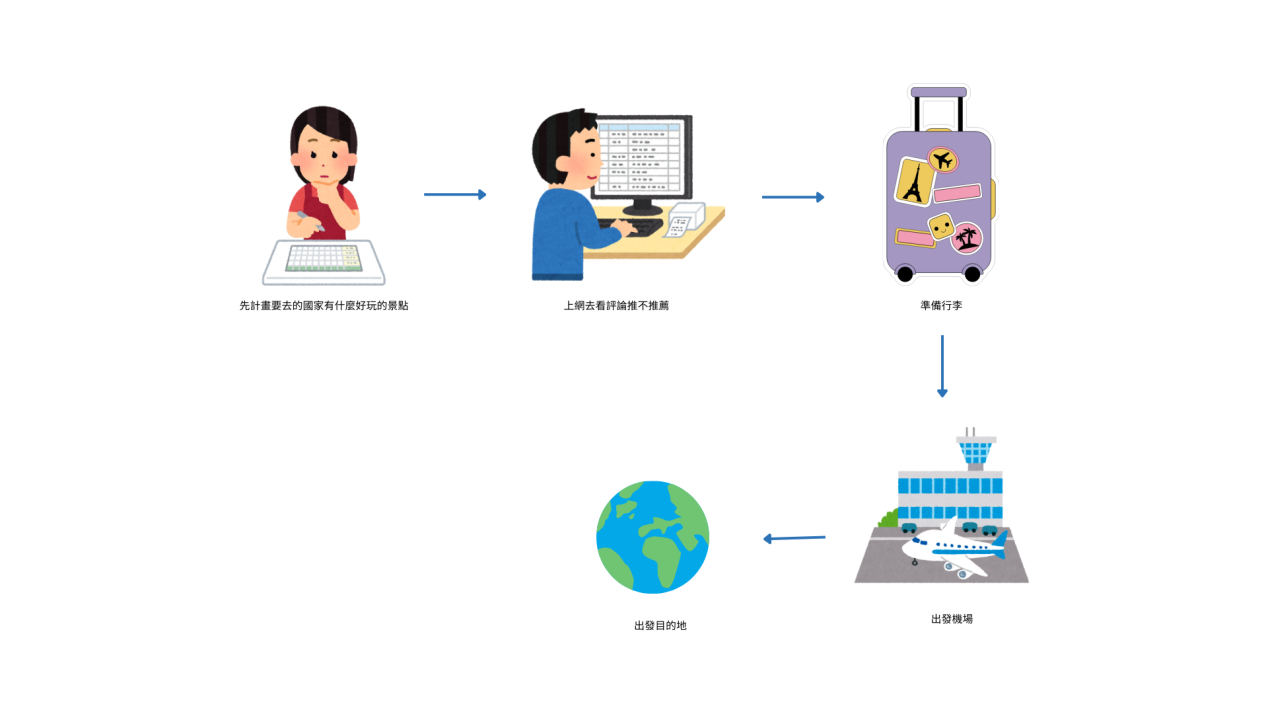 先計畫要去的國家有什麼好玩的景點
上網去看評論推不推薦
準備行李
出發機場
出發目的地